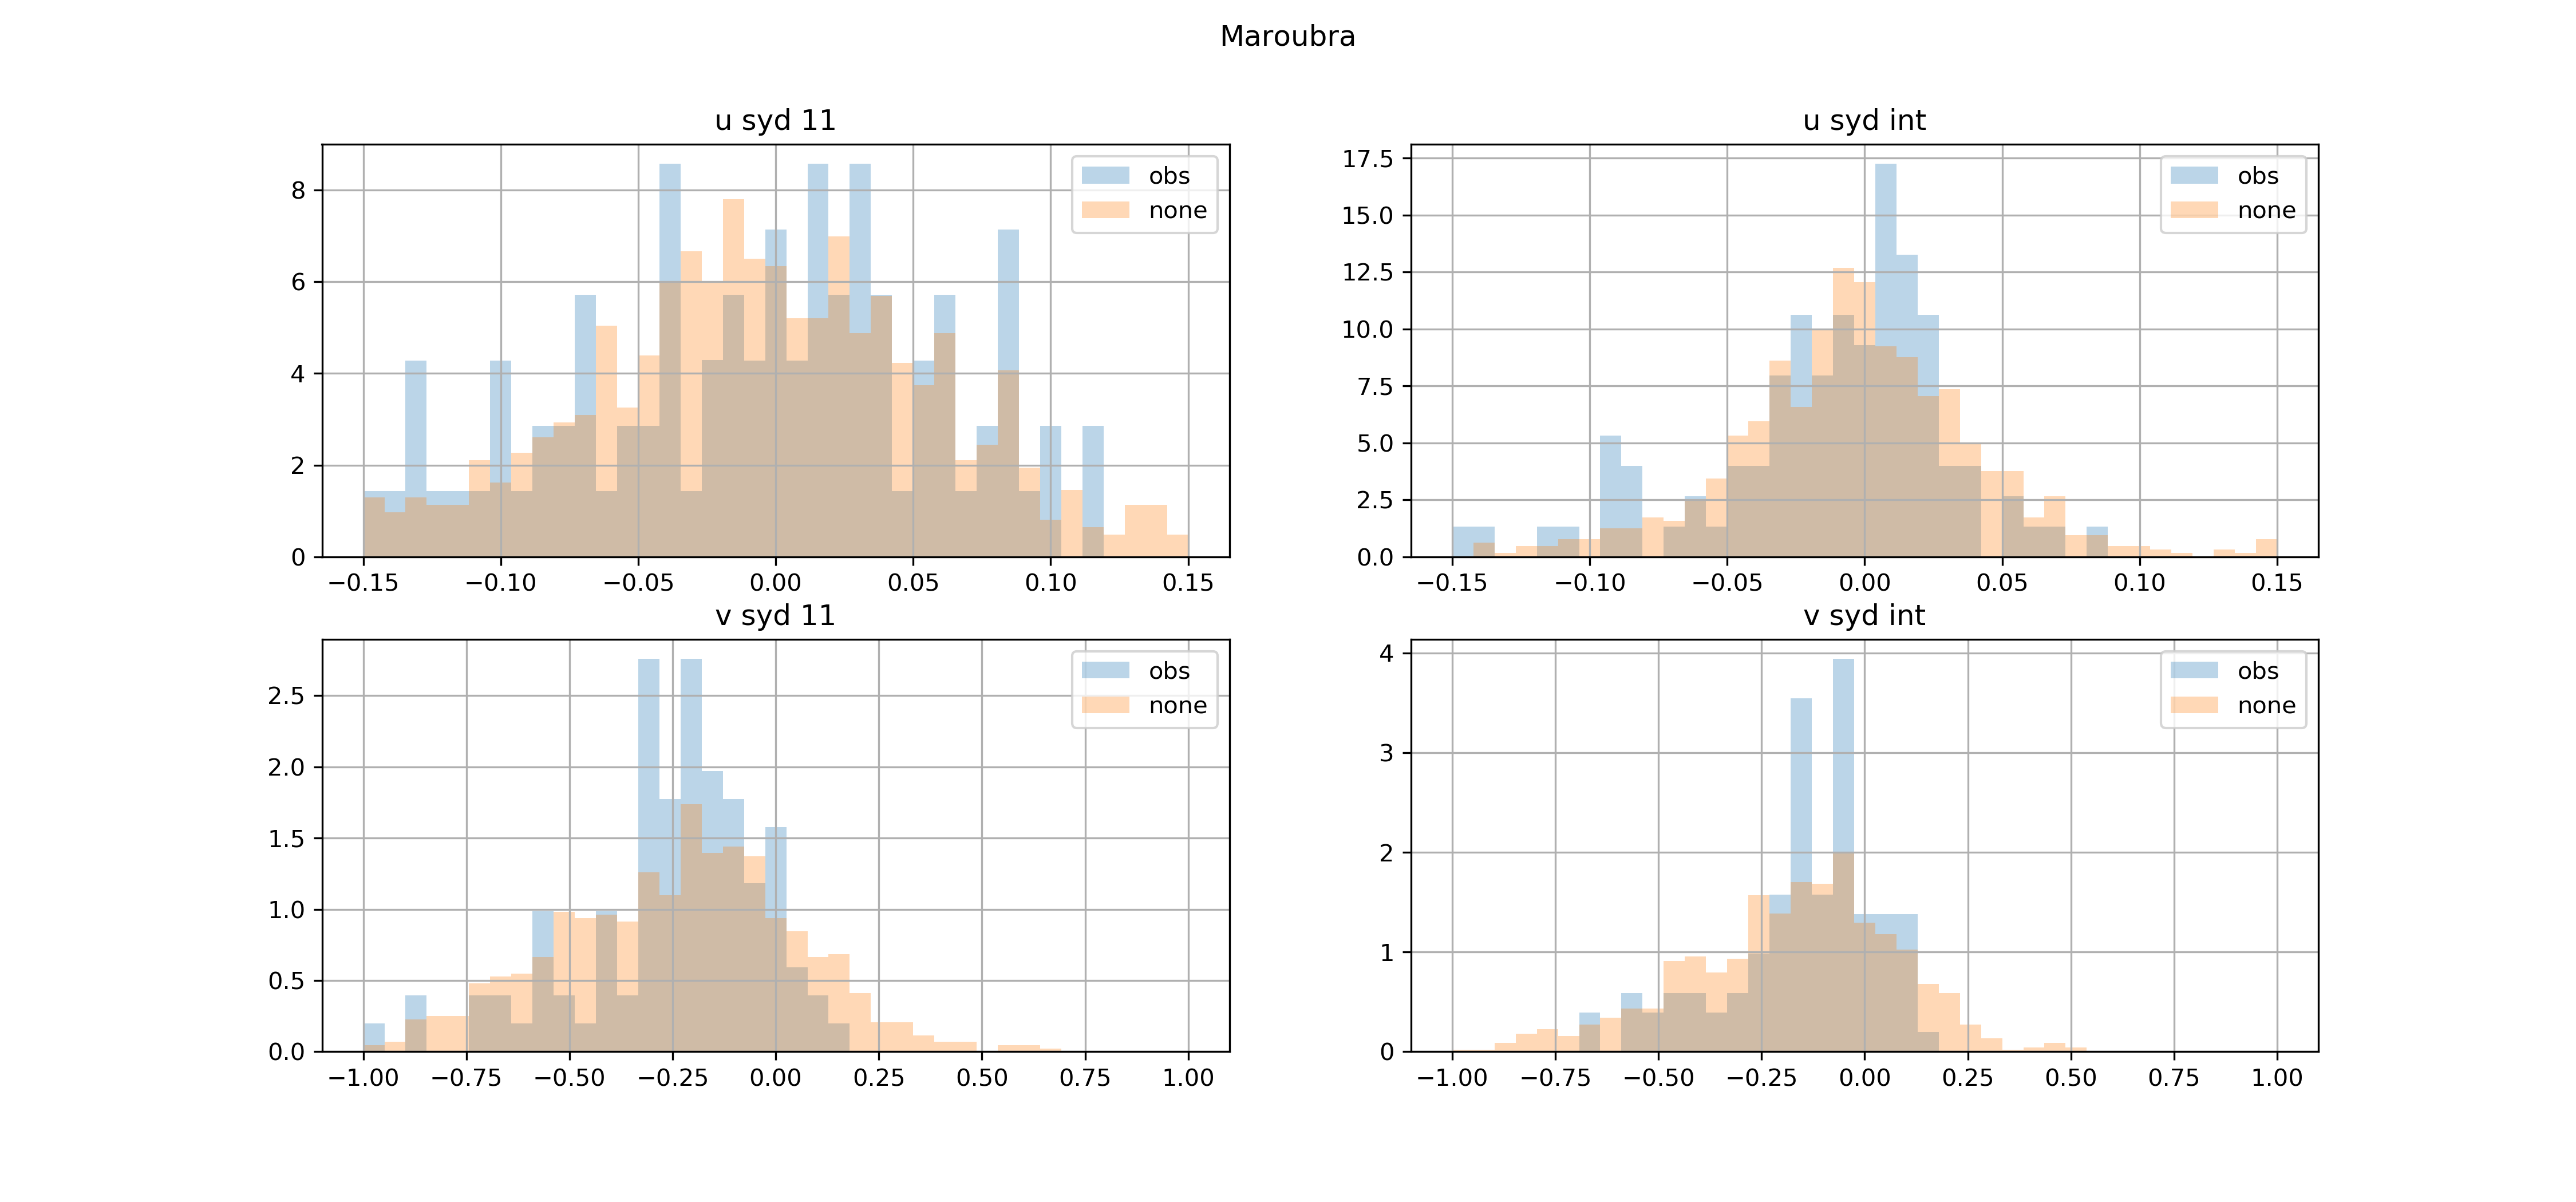 Maroubra
u syd 11
8
6
4
2
0
obs
none
−0.15 −0.10 −0.05 0.00 0.05 0.10 0.15
u syd int
17.5
15.0
12.5
10.0
7.5
5.0
2.5
0.0
obs
none
−0.15 −0.10 −0.05 0.00 0.05 0.10 0.15
v syd 11
2.5
2.0
1.5
1.0
0.5
0.0
obs
none
−1.00 −0.75 −0.50 −0.25 0.00 0.25 0.50 0.75 1.00
v syd int
4
3
2
1
0
obs
none
−1.00 −0.75 −0.50 −0.25 0.00 0.25 0.50 0.75 1.00